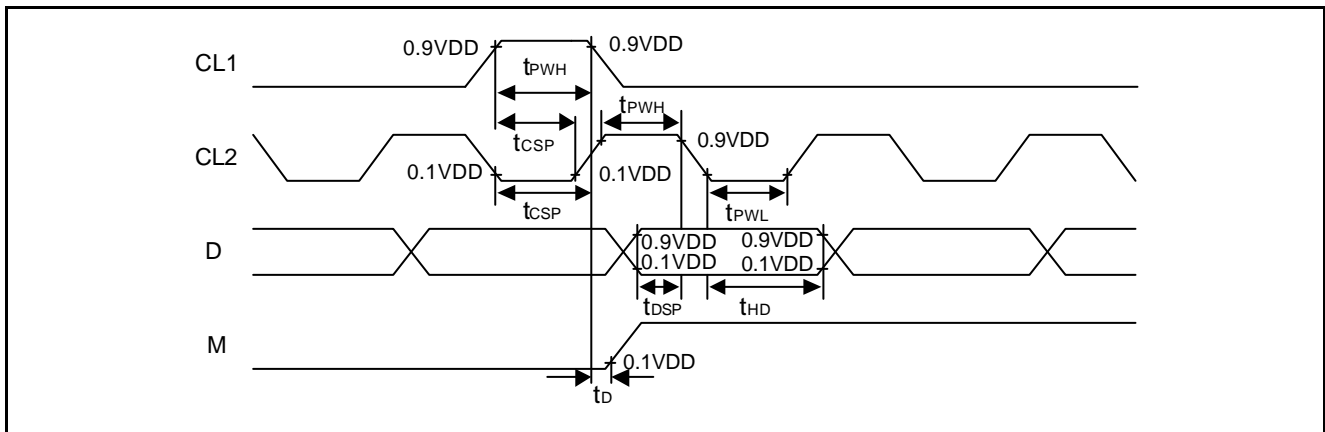 0.9VDD 0.9VDD
CL1
tPWH
tPWH
tCSP
0.9VDD
CL2
0.1VDD 0.1VDD
tCSP
tPWL
D
0.9VDD 0.9VDD
0.1VDD 0.1VDD
tDSP tHD
M
0.1VDD
tD